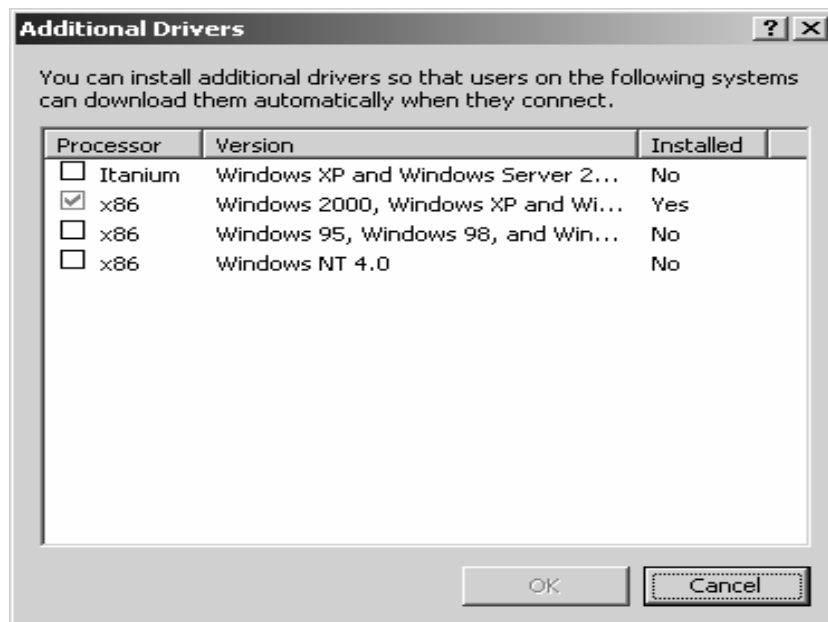 Additional Drivers
You can install additional drivers so that users on the following systems
can download them automatically when they connect.
Processor Version Installed
Itanium Windows XP and Windows Server 2... No
x86 Windows 2000, Windows XP and Wi... Yes
x86 Windows 95, Windows 98, and Win... No
x86 Windows NT 4.0 No
OK Cancel